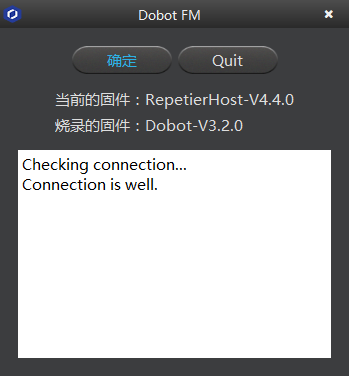 Dobot FM
确定 Quit
当前的固件：RepetierHost-V4.4.0
烧录的固件：Dobot-V3.2.0
Checking connection...
Connection is well.